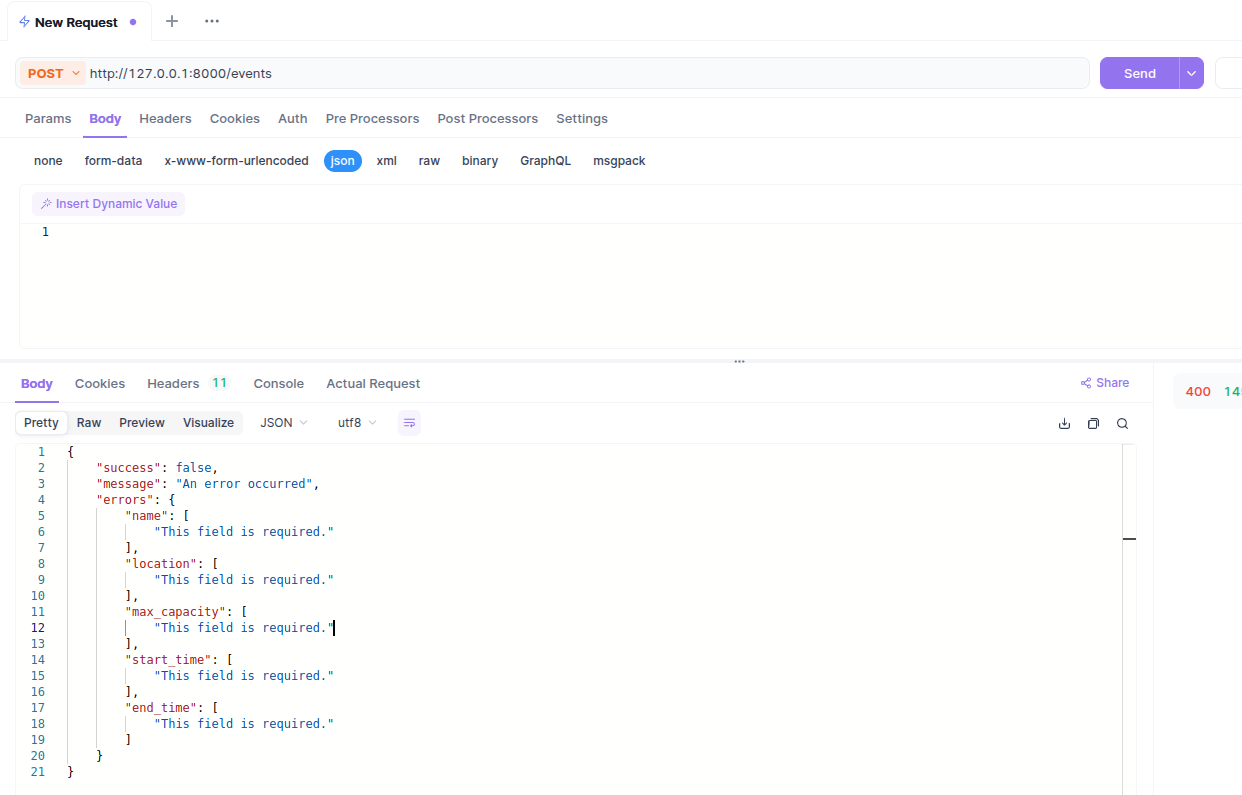 New Request
POST http://127.0.0.1:8000/events Send
Params Body Headers Cookies Auth Pre Processors Post Processors Settings
none form-data x-www-form-urlencoded json xml raw binary GraphQL msgpack
Insert Dynamic Value
1
Body Cookies Headers 11 Console Actual Request Share
400
Pretty Raw Preview Visualize JSON utf8
1 {
2 "success": false,
3 "message": "An error occurred",
4 "errors": {
5 "name": [
6 "This field is required."
7 ],
8 "location": [
9 "This field is required."
10 ],
11 "max_capacity": [
12 "This field is required."
13 ],
14 "start_time": [
15 "This field is required."
16 ],
17 "end_time": [
18 "This field is required."
19 ]
20 }
21 }